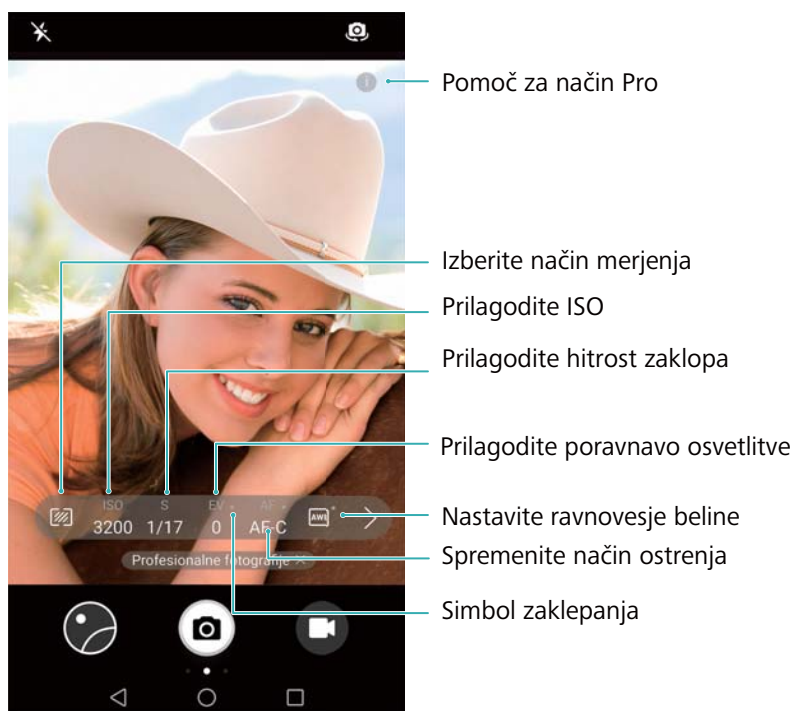 Pomoč za način Pro
Izberite način merjenja
Prilagodite ISO
Prilagodite hitrost zaklopa
Prilagodite poravnavo osvetlitve
ISO S EV AF
3200 1/17 0 AF-C AWB
Nastavite ravnovesje beline
Spremenite način ostrenja
Profesionalne fotografije
Simbol zaklepanja